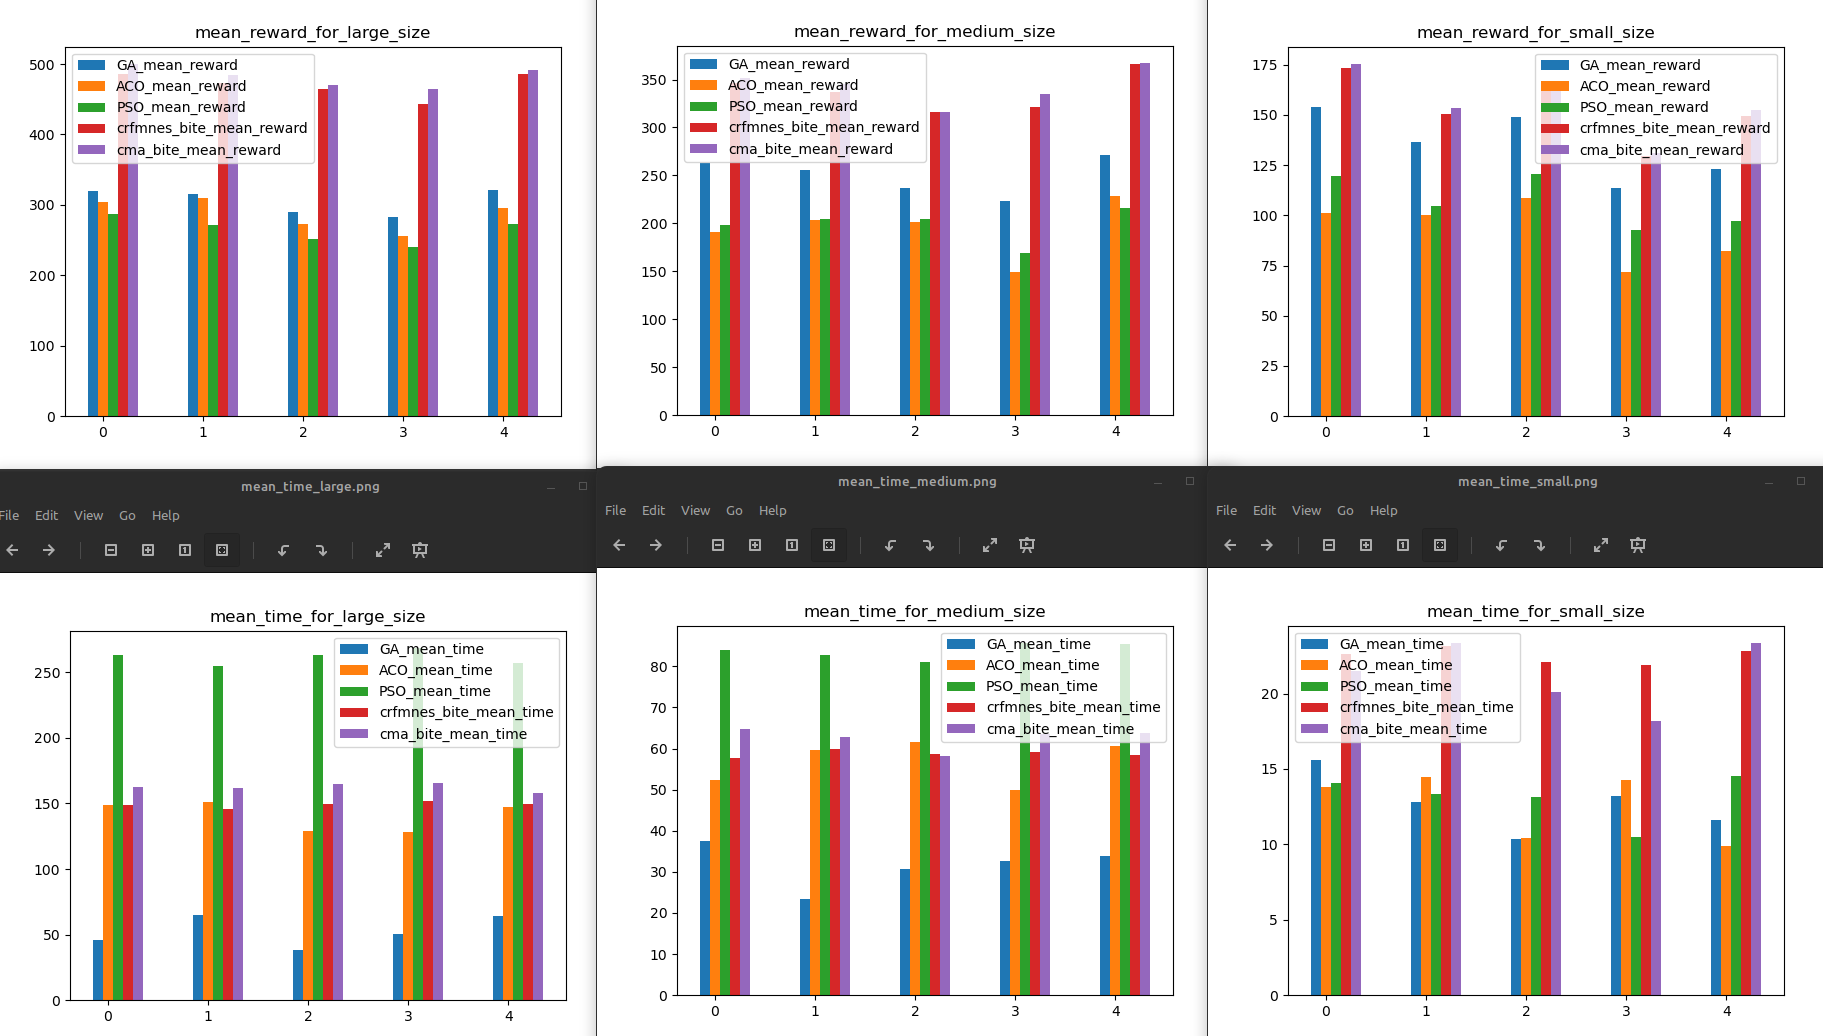 mean_reward_for_large_size
500
400
300
200
100
0
GA_mean_reward
ACO_mean_reward
PSO_mean_reward
crfmnes_bite_mean_reward
cma_bite_mean_reward
0 1 2 3 4
mean_reward_for_medium_size
350
300
250
200
150
100
50
0
GA_mean_reward
ACO_mean_reward
PSO_mean_reward
crfmnes_bite_mean_reward
cma_bite_mean_reward
0 1 2 3 4
mean_reward_for_small_size
175
150
125
100
75
50
25
0
GA_mean_reward
ACO_mean_reward
PSO_mean_reward
crfmnes_bite_mean_reward
cma_bite_mean_reward
0 1 2 3 4
mean_time_large.png
File Edit View Go Help
mean_time_for_large_size
250
200
150
100
50
0
GA_mean_time
ACO_mean_time
PSO_mean_time
crfmnes_bite_mean_time
cma_bite_mean_time
0 1 2 3 4
mean_time_medium.png
File Edit View Go Help
mean_time_for_medium_size
80
70
60
50
40
30
20
10
0
GA_mean_time
ACO_mean_time
PSO_mean_time
crfmnes_bite_mean_time
cma_bite_mean_time
0 1 2 3 4
mean_time_small.png
File Edit View Go Help
mean_time_for_small_size
20
15
10
5
0
GA_mean_time
ACO_mean_time
PSO_mean_time
crfmnes_bite_mean_time
cma_bite_mean_time
0 1 2 3 4